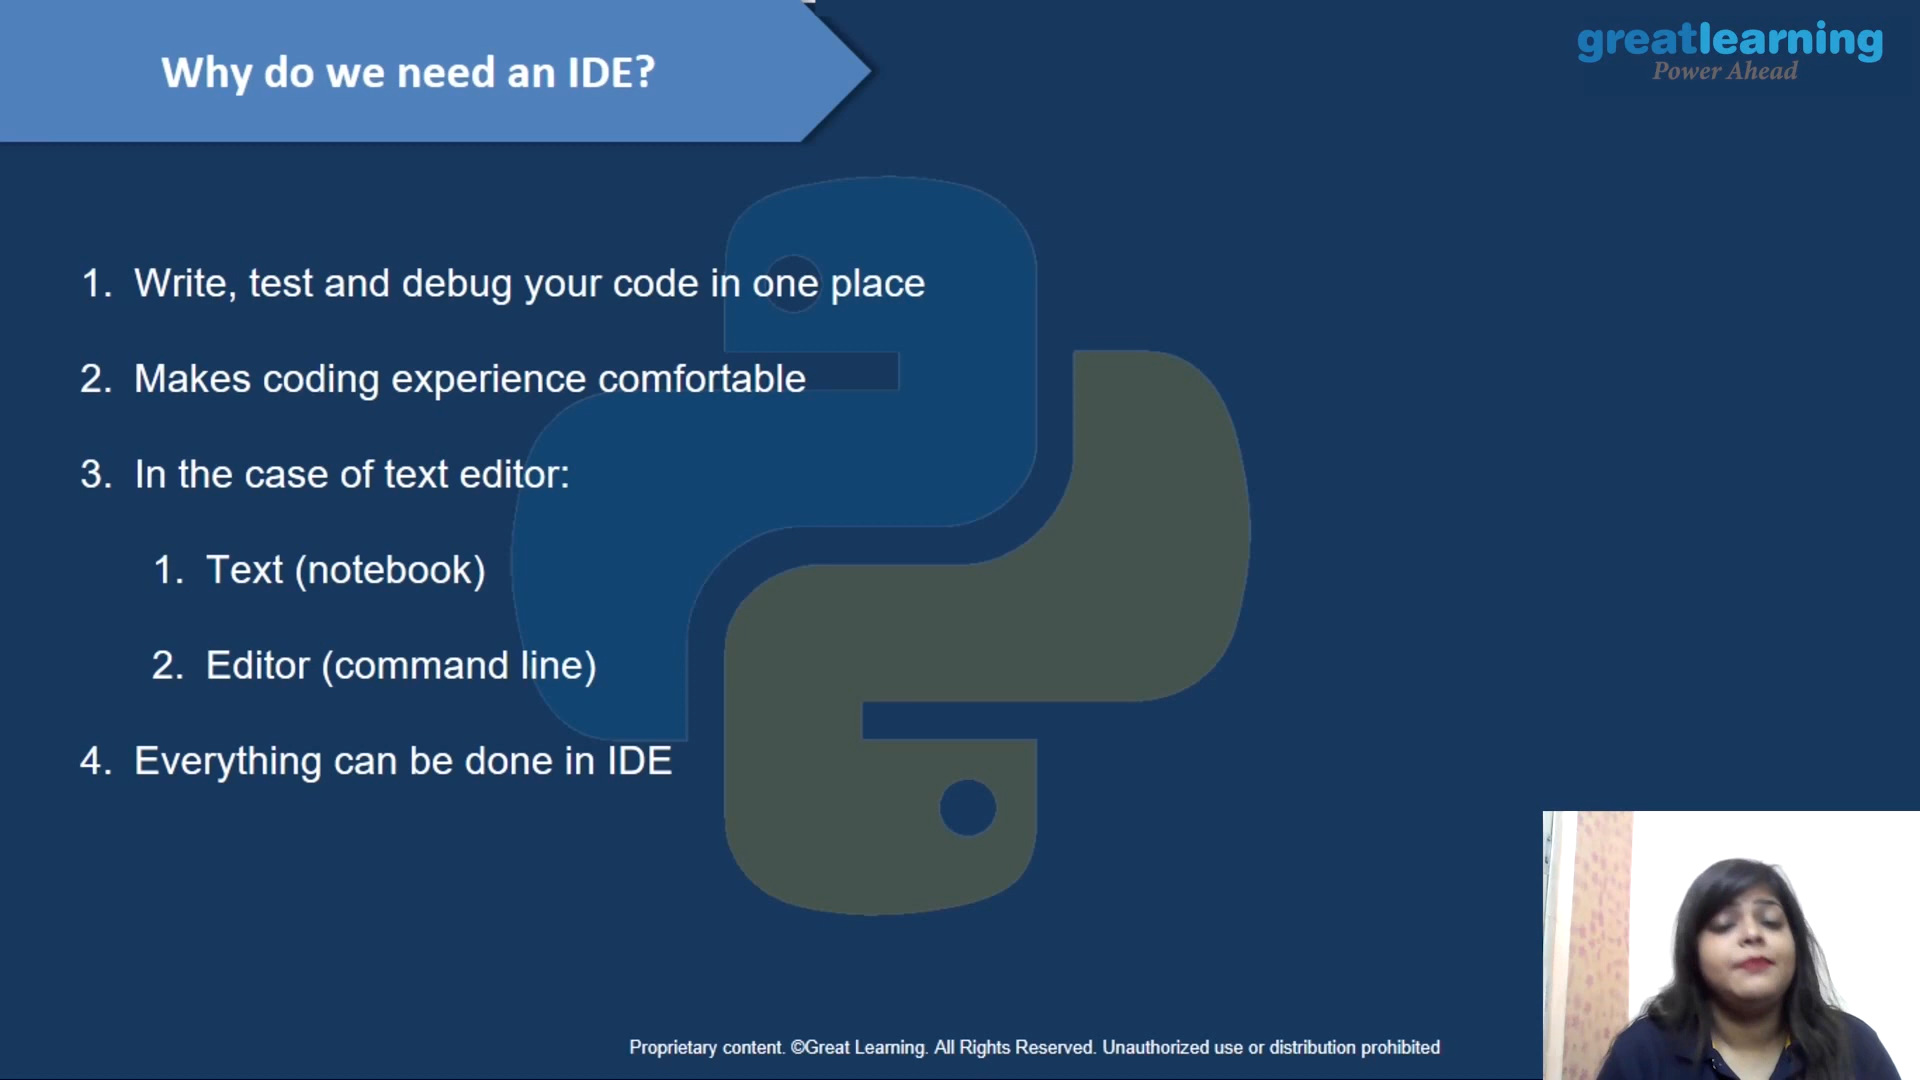 Why do we need an IDE?
greatlearning
Power Ahead
1. Write, test and debug your code in one place
2. Makes coding experience comfortable
3. In the case of text editor:
1. Text (notebook)
2. Editor (command line)
4. Everything can be done in IDE
Proprietary content. ©Great Learning. All Rights Reserved. Unauthorized use or distribution prohibited